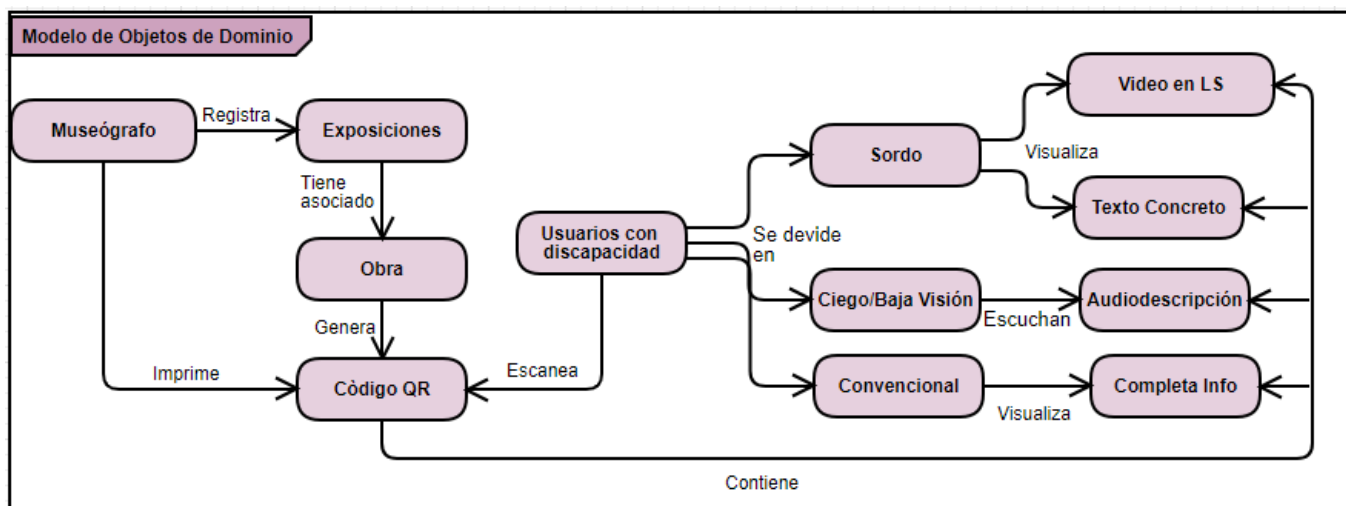 Modelo de Objetos de Dominio
Museógrafo
Registra
Exposiciones
Tiene
asociado
Obra
Genera
Imprime
Còdigo QR
Escanea
Usuarios con
discapacidad
Se devide
en
Sordo
Visualiza
Video en LS
Texto Concreto
Ciego/Baja Visión
Escuchan
Audiodescripción
Convencional
Visualiza
Completa Info
Contiene